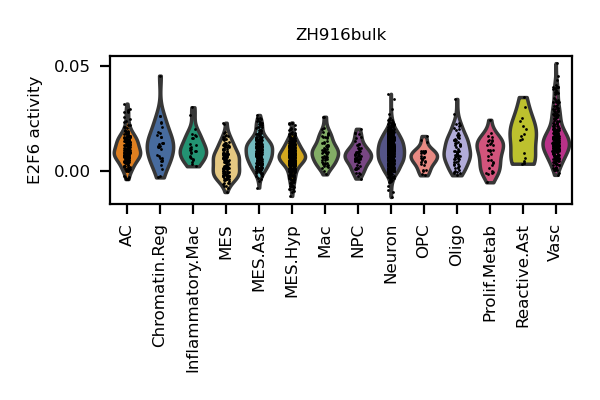 ZH916bulk
E2F6 activity
0.05
0.00
AC
Chromatin.Reg
Inflammatory.Mac
MES
MES.Ast
MES.Hyp
Mac
NPC
Neuron
OPC
Oligo
Prolif.Metab
Reactive.Ast
Vasc